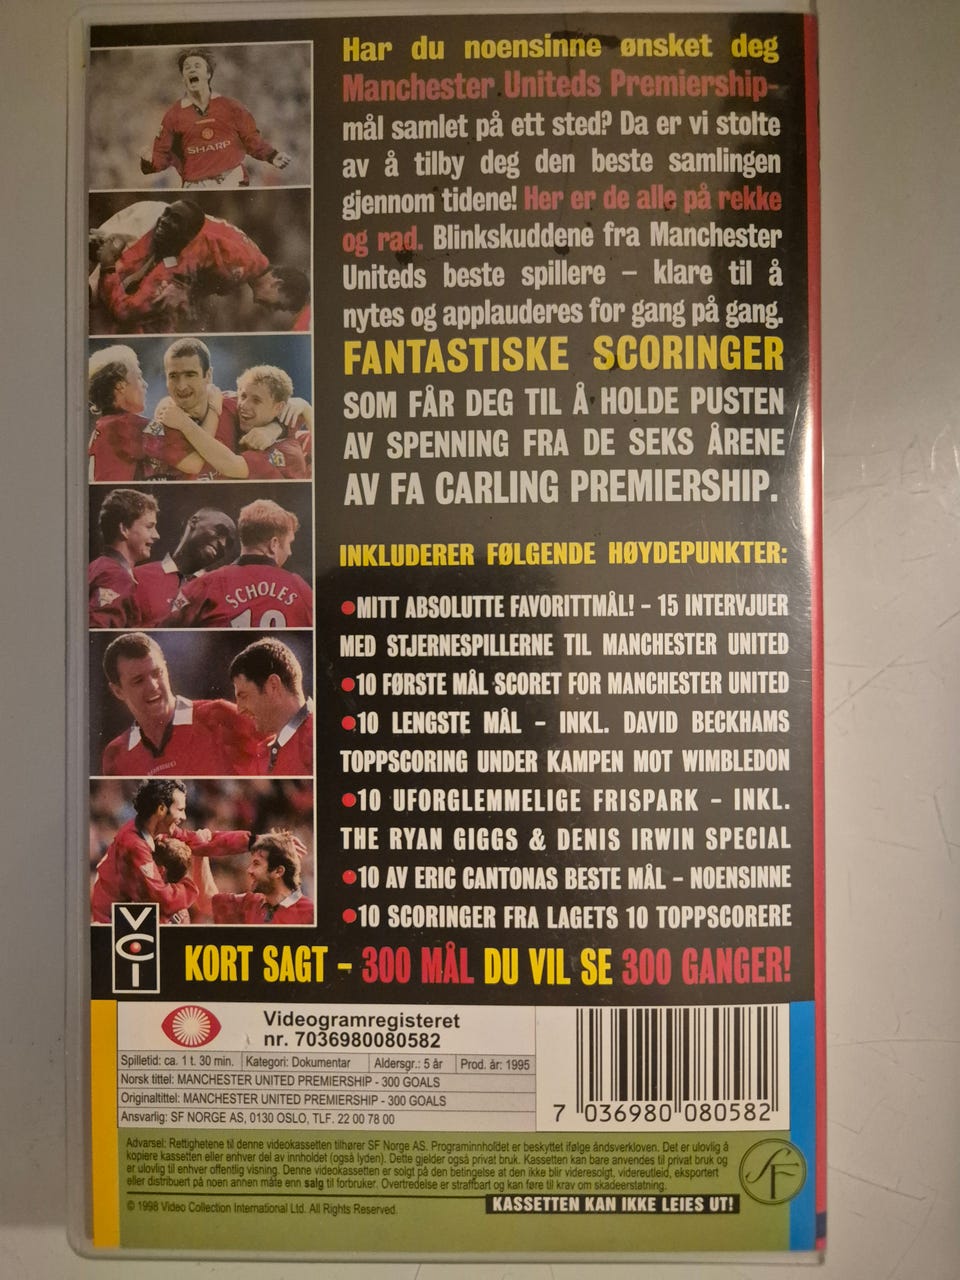 Har du noensinne ønsket deg
Manchester Uniteds Premiership-
mål samlet på ett sted? Da er vi stolte
av å tilby deg den beste samlingen
gjennom tidene! Her er de alle på rekke
og rad. Blinkskuddene fra Manchester
Uniteds beste spillere – klare til å
nytes og applauderes for gang på gang.
FANTASTISKE SCORINGER
SOM FÅR DEG TIL Å HOLDE PUSTEN
AV SPENNING FRA DE SEKS ÅRENE
AV FA CARLING PREMIERSHIP.
INKLUDERER FØLGENDE HØYDEPUNKTER:
•MITT ABSOLUTTE FAVORITTMÅL! – 15 INTERVJUER
MED STJERNESPILLERNE TIL MANCHESTER UNITED
•10 FØRSTE MÅL SCORET FOR MANCHESTER UNITED
•10 LENGSTE MÅL – INKL. DAVID BECKHAMS
TOPPSCORING UNDER KAMPEN MOT WIMBLEDON
•10 UFORGLEMMELIGE FRISPARK – INKL.
THE RYAN GIGGS & DENIS IRWIN SPECIAL
•10 AV ERIC CANTONAS BESTE MÅL – NOENSINNE
•10 SCORINGER FRA LAGETS 10 TOPPSCORERE
KORT SAGT – 300 MÅL DU VIL SE 300 GANGER!
SHARP
SCHOLES
VCI
Videogramregisteret
nr. 7036980080582
Spilletid: ca. 1 t. 30 min. Kategori: Dokumentar Aldersgr.: 5 år Prod. år: 1995
Norsk tittel: MANCHESTER UNITED PREMIERSHIP - 300 GOALS
Originaltittel: MANCHESTER UNITED PREMIERSHIP - 300 GOALS
Ansvarlig: SF NORGE AS, 0130 OSLO, TLF. 22 00 78 00
7 036980 080582
Advarsel: Rettighetene til denne videokassetten tilhører SF Norge AS. Programinnholdet er beskyttet ifølge åndsverkloven. Det er ulovlig å
kopiere kassetten eller enhver del av innholdet (også lyden). Dette gjelder også privat bruk. Kassetten kan bare anvendes til privat bruk og
er ulovlig til enhver offentlig visning. Denne videokassetten er solgt på den betingelse at den ikke blir videresolgt, videreutleid, eksportert
eller distribuert på noen annen måte enn salg til forbruker. Overtredelse er straffbart og kan føre til krav om skadeerstatning.
SF
© 1998 Video Collection International Ltd. All Rights Reserved.
KASSETTEN KAN IKKE LEIES UT!